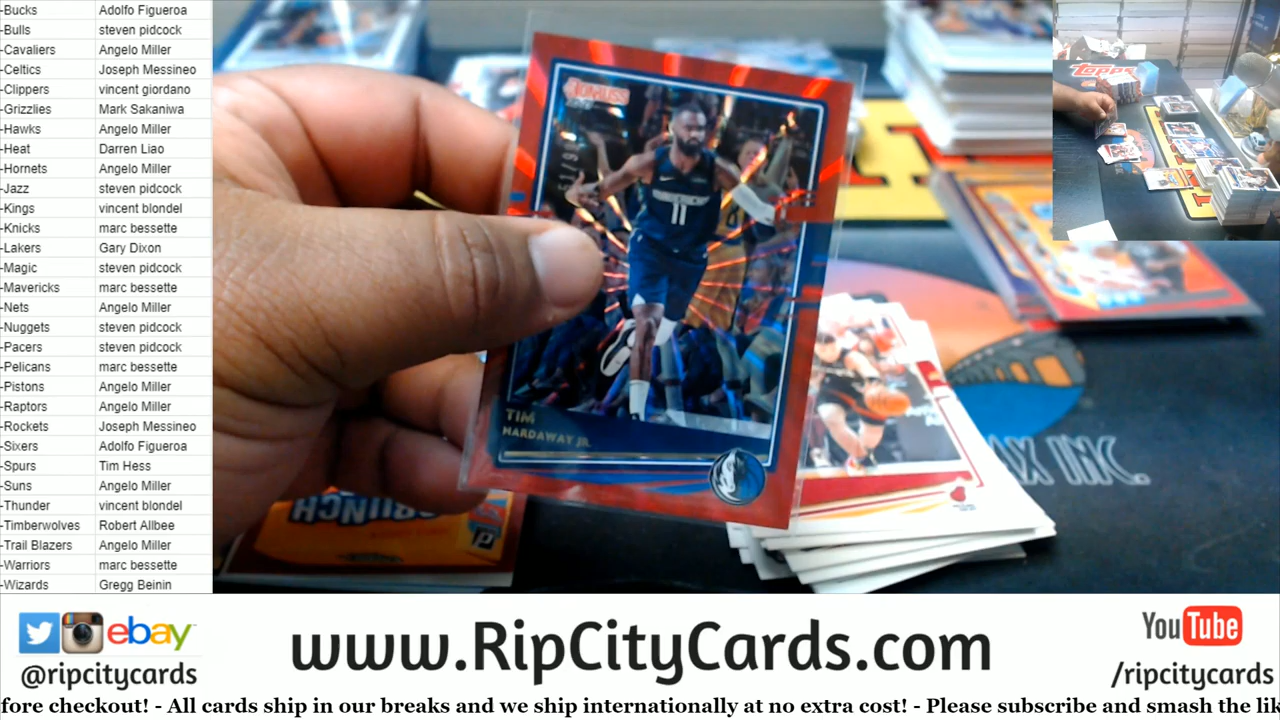 -Bucks Adolfo Figueroa
-Bulls steven pidcock
-Cavaliers Angelo Miller
-Celtics Joseph Messineo
-Clippers vincent giordano
-Grizzlies Mark Sakaniwa
-Hawks Angelo Miller
-Heat Darren Liao
-Hornets Angelo Miller
-Jazz steven pidcock
-Kings vincent blondel
-Knicks marc bessette
-Lakers Gary Dixon
-Magic steven pidcock
-Mavericks marc bessette
-Nets Angelo Miller
-Nuggets steven pidcock
-Pacers steven pidcock
-Pelicans marc bessette
-Pistons Angelo Miller
-Raptors Angelo Miller
-Rockets Joseph Messineo
-Sixers Adolfo Figueroa
-Spurs Tim Hess
-Suns Angelo Miller
-Thunder vincent blondel
-Timberwolves Robert Allbee
-Trail Blazers Angelo Miller
-Warriors marc bessette
-Wizards Gregg Beinin
DONRUSS
11
TIM
HARDAWAY JR.
CRUNCH
AX INC.
Topps
ebay
@ripcitycards
www.RipCityCards.com
YouTube
/ripcitycards
fore checkout! - All cards ship in our breaks and we ship internationally at no extra cost! - Please subscribe and smash the lik